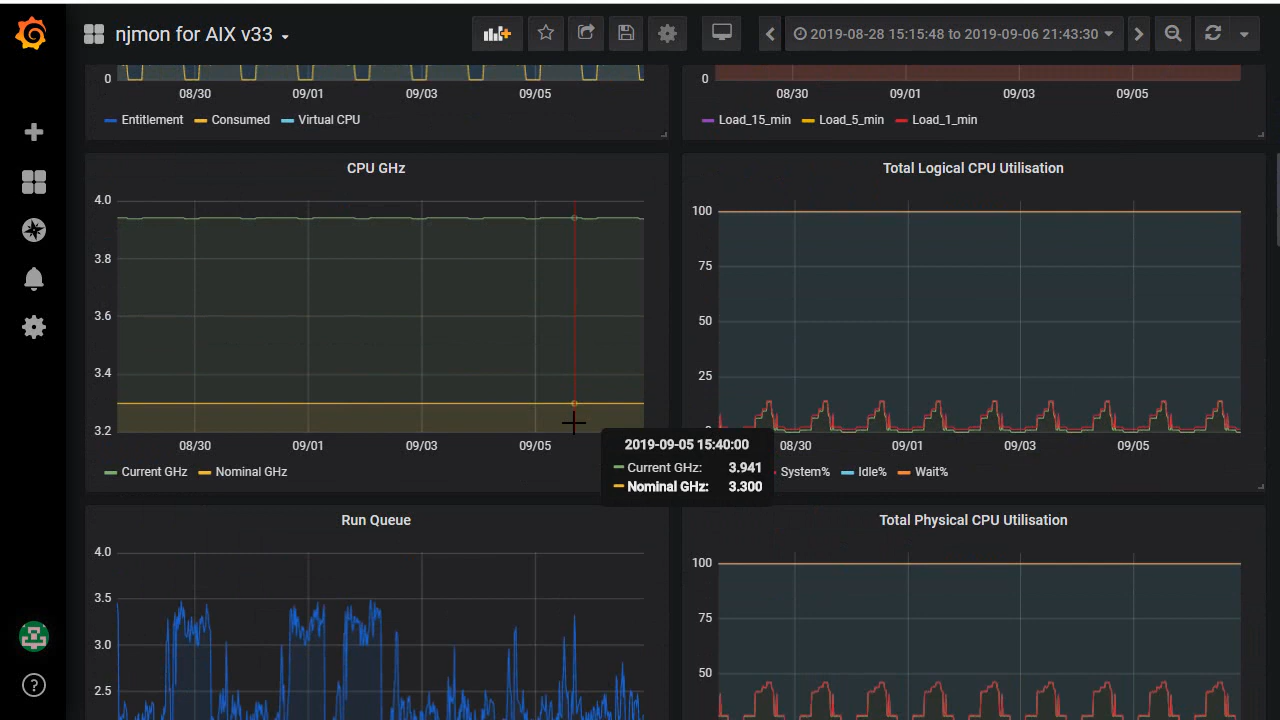 njmon for AIX v33
2019-08-28 15:15:48 to 2019-09-06 21:43:30
0
08/30 09/01 09/03 09/05
Entitlement Consumed Virtual CPU
0
08/30 09/01 09/03 09/05
Load_15_min Load_5_min Load_1_min
CPU GHz
4.0
3.8
3.6
3.4
3.2
08/30 09/01 09/03 09/05
Current GHz Nominal GHz
2019-09-05 15:40:00
Current GHz: 3.941
Nominal GHz: 3.300
Total Logical CPU Utilisation
100
75
50
25
08/30 09/01 09/03 09/05
System% Idle% Wait%
Run Queue
4.0
3.5
3.0
2.5
Total Physical CPU Utilisation
100
75
50